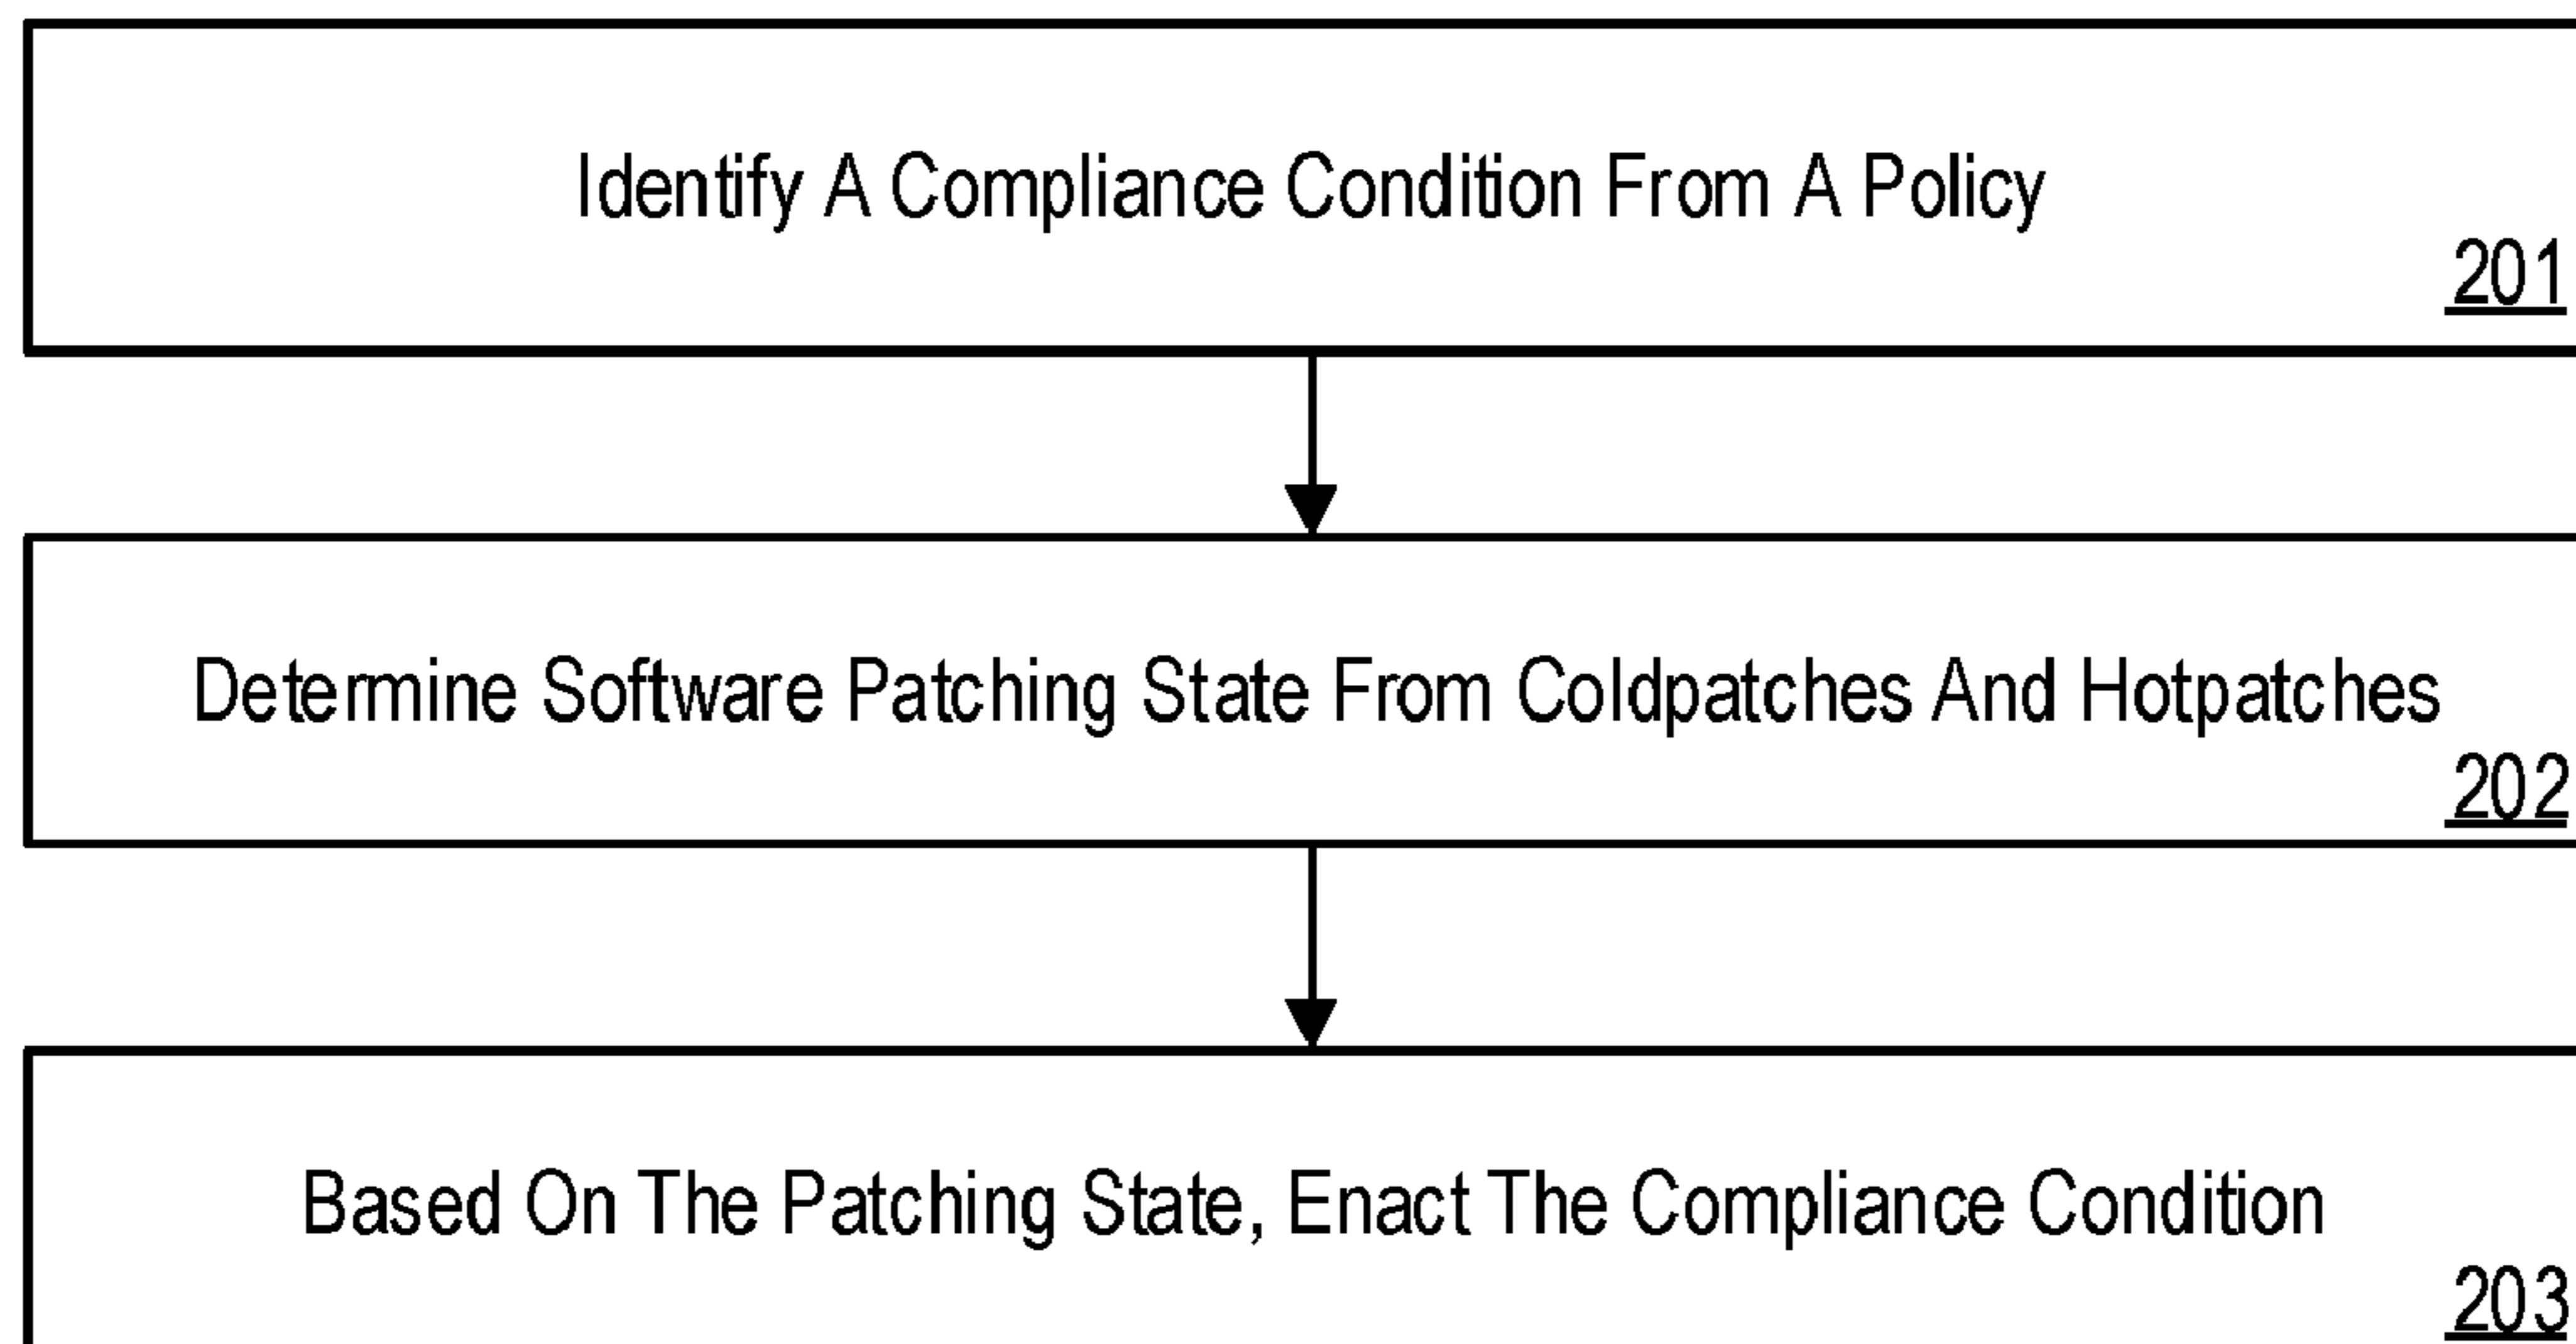 Identify A Compliance Condition From A Policy
201
Determine Software Patching State From Coldpatches And Hotpatches
202
Based On The Patching State, Enact The Compliance Condition
203